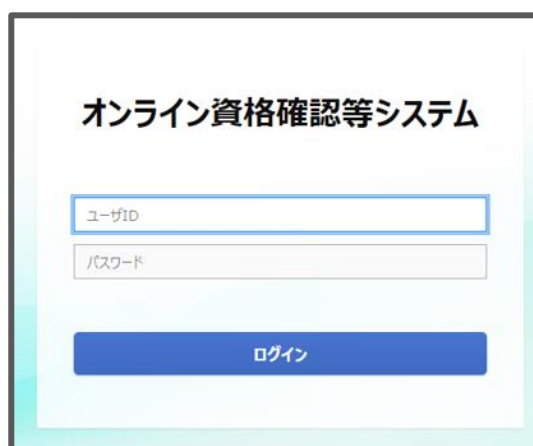 オンライン資格確認等システム
ユーザID
パスワード
ログイン